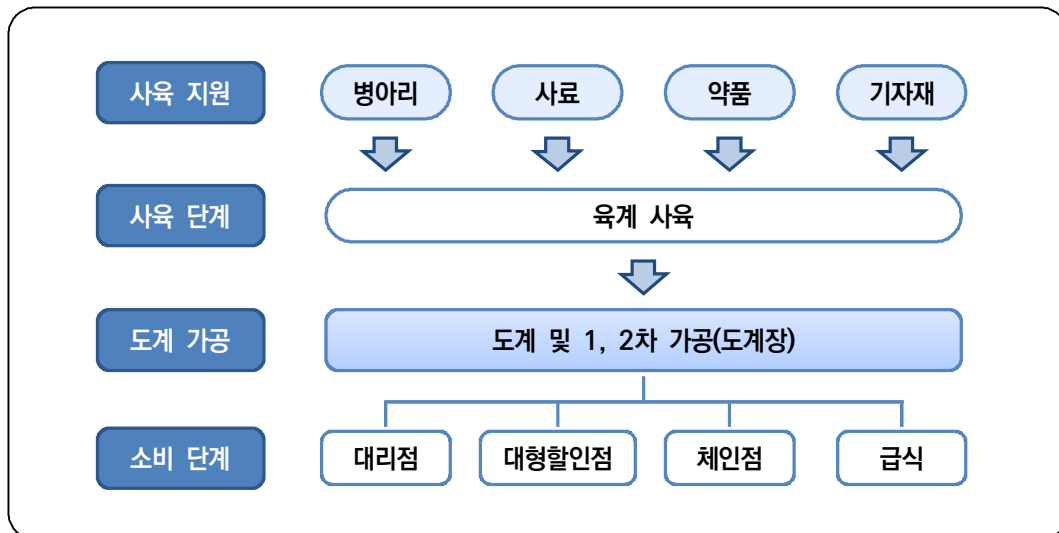 사육 지원
병아리
사료
약품
기자재
사육 단계
육계 사육
도계 가공
도계 및 1, 2차 가공(도계장)
소비 단계
대리점
대형할인점
체인점
급식